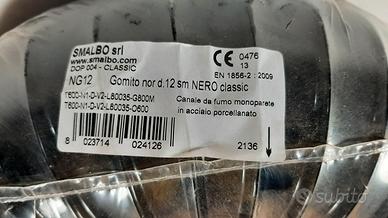 SMALBO srl
www.smalbo.com
DOP 004 - CLASSIC
CE 0476
13
EN 1856-2 : 2009
NG12 Gomito nor d.12 sm NERO classic
T600-N1-D-V2-L80035-G800M
T600-N1-D-V2-L80035-O600
Canale da fumo monoparete
in acciaio porcellanato
8 023714 024126
2136
subito